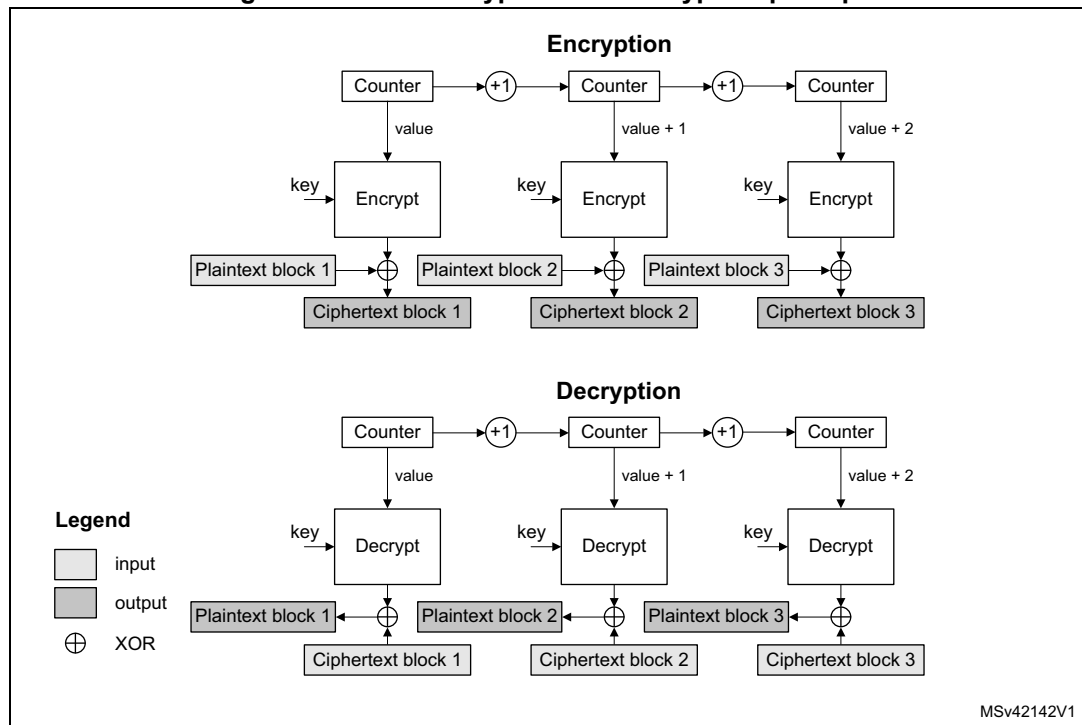 Encryption
Counter +1 Counter +1 Counter
value value + 1 value + 2
key Encrypt key Encrypt key Encrypt
Plaintext block 1 Plaintext block 2 Plaintext block 3
Ciphertext block 1 Ciphertext block 2 Ciphertext block 3
Decryption
Counter +1 Counter +1 Counter
value value + 1 value + 2
key Decrypt key Decrypt key Decrypt
Plaintext block 1 Plaintext block 2 Plaintext block 3
Ciphertext block 1 Ciphertext block 2 Ciphertext block 3
Legend
input
output
XOR
MSv42142V1